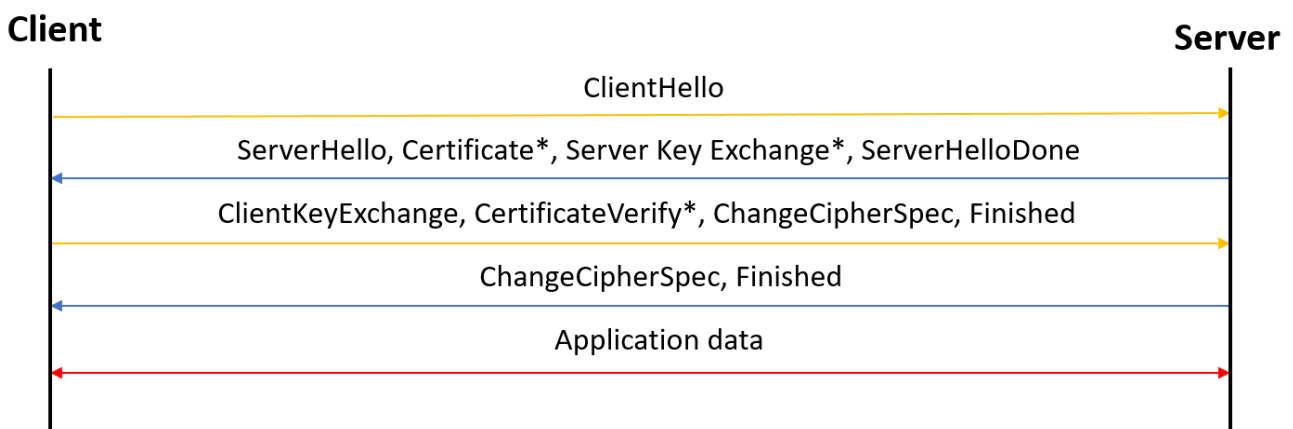 Client
Server
ClientHello
ServerHello, Certificate*, Server Key Exchange*, ServerHelloDone
ClientKeyExchange, CertificateVerify*, ChangeCipherSpec, Finished
ChangeCipherSpec, Finished
Application data